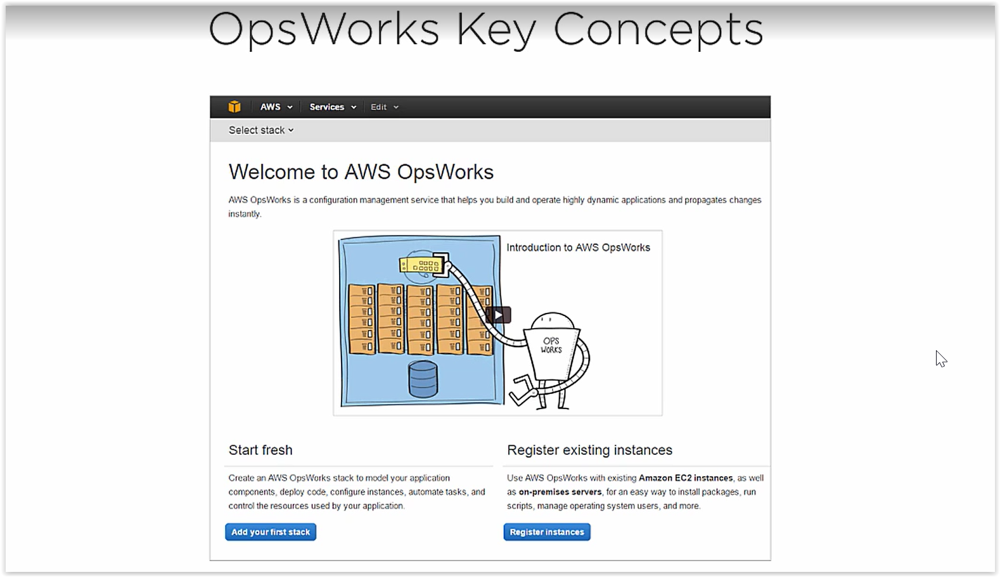 OpsWorks Key Concepts
AWS Services Edit
Select stack
Welcome to AWS OpsWorks
AWS OpsWorks is a configuration management service that helps you build and operate highly dynamic applications and propagates changes
instantly.
Introduction to AWS OpsWorks
OPS
WORKS
Start fresh
Create an AWS OpsWorks stack to model your application
components, deploy code, configure instances, automate tasks, and
control the resources used by your application.
Add your first stack
Register existing instances
Use AWS OpsWorks with existing Amazon EC2 instances, as well
as on-premises servers, for an easy way to install packages, run
scripts, manage operating system users, and more.
Register instances